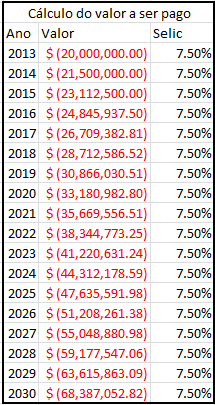 Cálculo do valor a ser pago
Ano Valor Selic
2013 $ (20,000,000.00) 7.50%
2014 $ (21,500,000.00) 7.50%
2015 $ (23,112,500.00) 7.50%
2016 $ (24,845,937.50) 7.50%
2017 $ (26,709,382.81) 7.50%
2018 $ (28,712,586.52) 7.50%
2019 $ (30,866,030.51) 7.50%
2020 $ (33,180,982.80) 7.50%
2021 $ (35,669,556.51) 7.50%
2022 $ (38,344,773.25) 7.50%
2023 $ (41,220,631.24) 7.50%
2024 $ (44,312,178.59) 7.50%
2025 $ (47,635,591.98) 7.50%
2026 $ (51,208,261.38) 7.50%
2027 $ (55,048,880.98) 7.50%
2028 $ (59,177,547.06) 7.50%
2029 $ (63,615,863.09) 7.50%
2030 $ (68,387,052.82) 7.50%